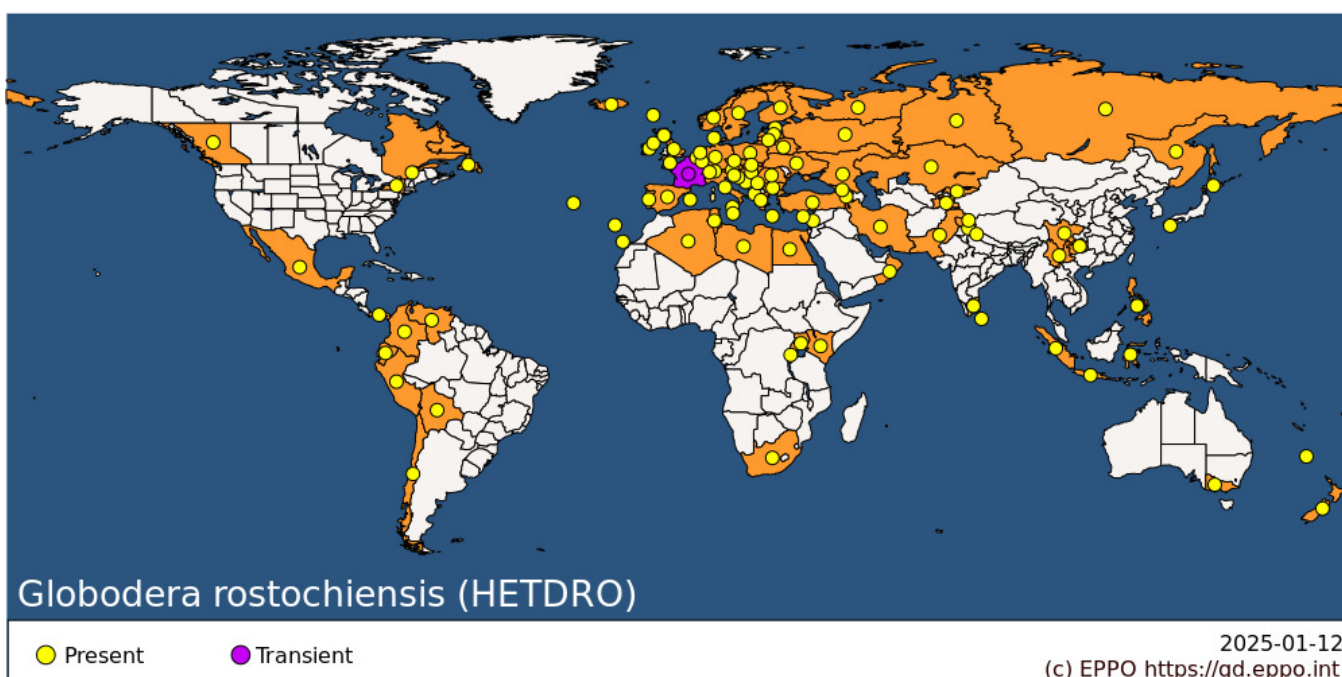 Globodera rostochiensis (HETDRO)
Present
Transient
2025-01-12
(c) EPPO https://gd.eppo.int